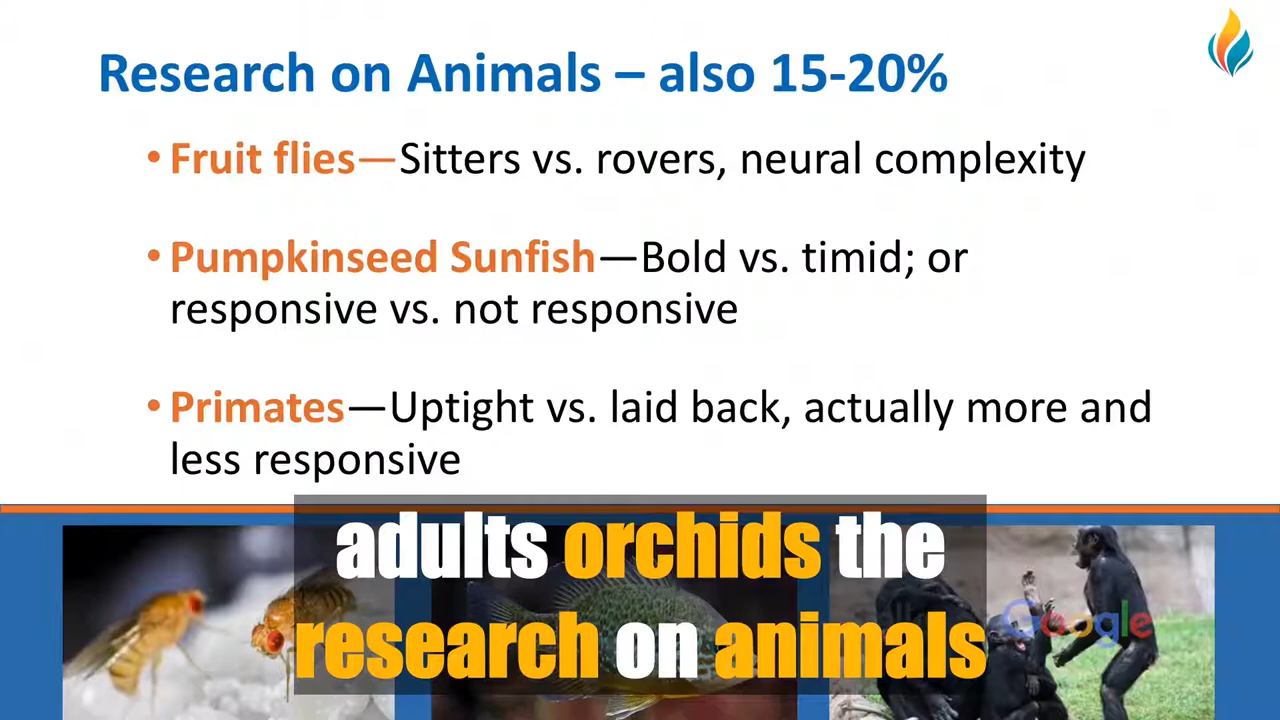 Research on Animals – also 15-20%
• Fruit flies—Sitters vs. rovers, neural complexity
• Pumpkinseed Sunfish—Bold vs. timid; or
responsive vs. not responsive
• Primates—Uptight vs. laid back, actually more and
less responsive
adults orchids the
research on animals
Google